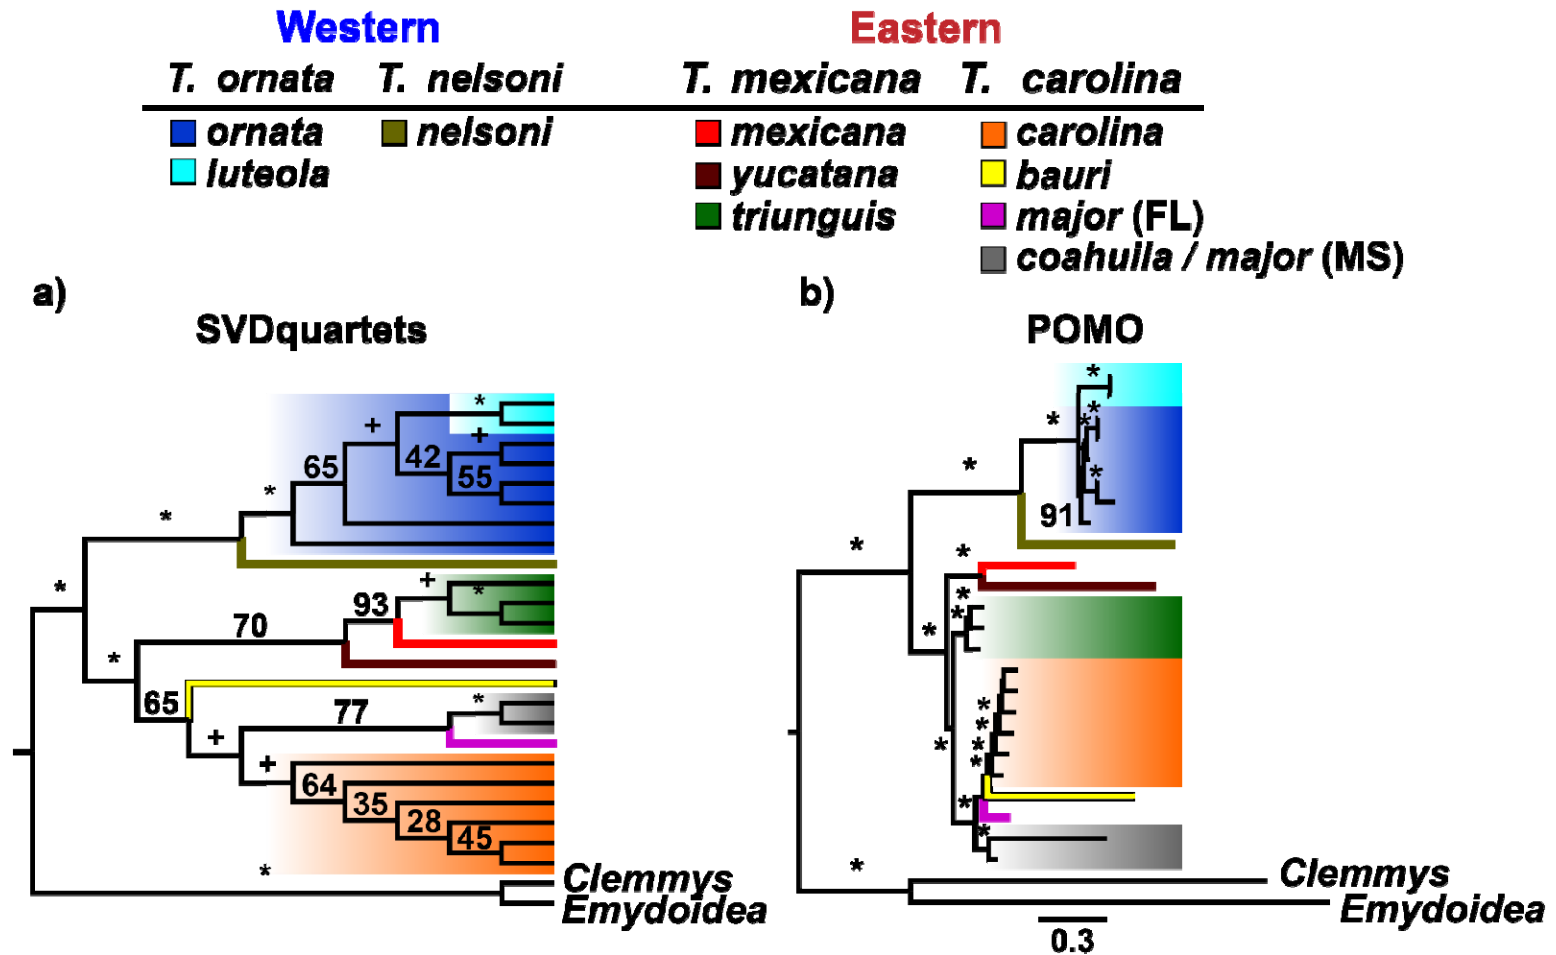 Western Eastern
T. ornata T. nelsoni T. mexicana T. carolina
ornata nelsoni mexicana carolina
luteola yucatana bauri
triunguis major (FL)
coahuila / major (MS)
a) b)
SVDquartets POMO
*
*
* *
+ * *
+ *
42
65 55 *
* * 91
* *
* *
+ *
93 * *
70 *
*
65 *
77 *
+ *
+ *
64 *
35 *
28 *
45 *
* *
Clemmys Clemmys
Emydoidea Emydoidea
0.3